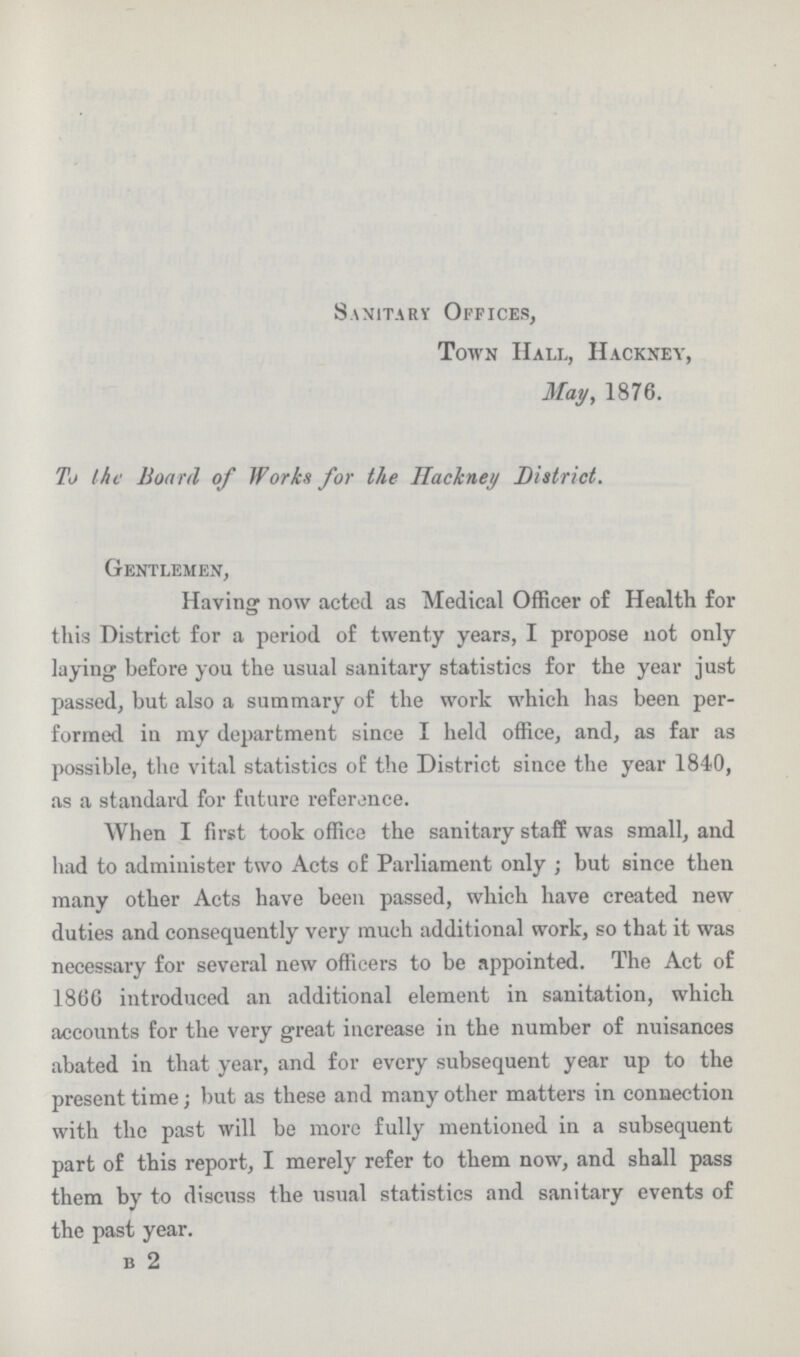 Sanitary Offices,
Town Hall, Hackney,
May, 1876.
To the Board of Works for the Hackney District.
Gentlemen,
Having now acted as Medical Officer of Health for
this District for a period of twenty years, I propose not only
laying before you the usual sanitary statistics for the year just
passed, but also a summary of the work which has been per-
formed in my department since I held office, and, as far as
possible, the vital statistics of the District since the year 1840,
as a standard for future reference.
When I first took office the sanitary staff was small, and
had to administer two Acts of Parliament only ; but since then
many other Acts have been passed, which have created new
duties and consequently very much additional work, so that it was
necessary for several new officers to be appointed. The Act of
1866 introduced an additional element in sanitation, which
accounts for the very great increase in the number of nuisances
abated in that year, and for every subsequent year up to the
present time; but as these and many other matters in connection
with the past will be more fully mentioned in a subsequent
part of this report, I merely refer to them now, and shall pass
them by to discuss the usual statistics and sanitary events of
the past year.
B 2